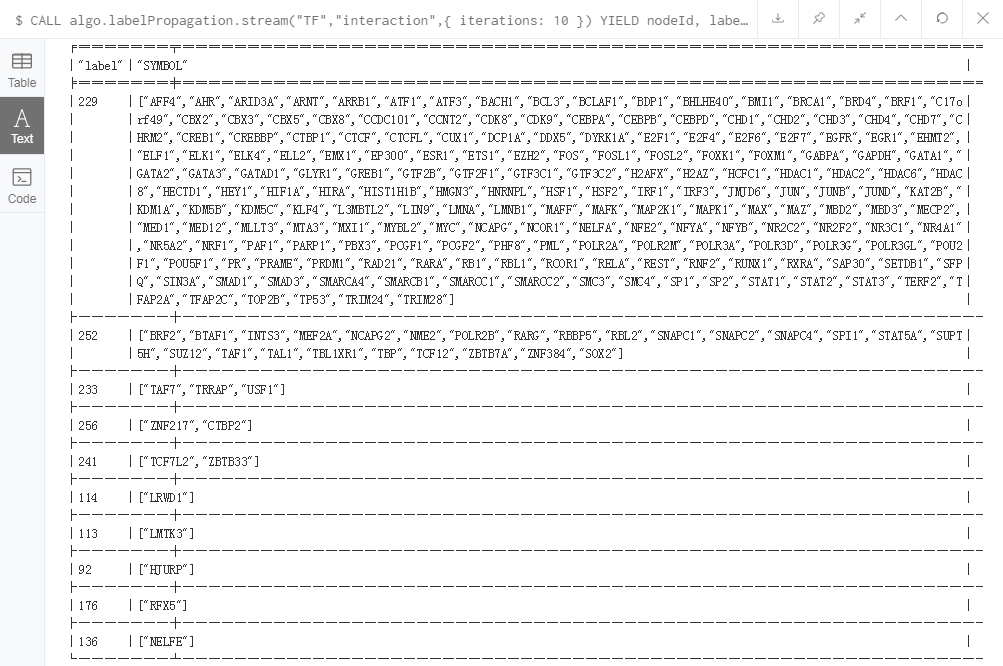 $ CALL algo.labelPropagation.stream("TF","interaction",{ iterations: 10 }) YIELD nodeId, labe…
Table
A
Text
Code
"label" "SYMBOL"
229 ["AFF4","AHR","ARID3A","ARNT","ARRB1","ATF1","ATF3","BACH1","BCL3","BCLAF1","BDP1","BHLHE40","BMI1","BRCA1","BRD4","BRF1","C17o
rf49","CBX2","CBX3","CBX5","CBX8","CCDC101","CCNT2","CDK8","CDK9","CEBPA","CEBPB","CEBPD","CHD1","CHD2","CHD3","CHD4","CHD7","C
HRM2","CREB1","CREBBP","CTBP1","CTCF","CTCFL","CUX1","DCP1A","DDX5","DYRK1A","E2F1","E2F4","E2F6","E2F7","EGFR","EGR1","EHMT2",
"ELF1","ELK1","ELK4","ELL2","EMX1","EP300","ESR1","ETS1","EZH2","FOS","FOSL1","FOSL2","FOXK1","FOXM1","GABPA","GAPDH","GATA1","
GATA2","GATA3","GATAD1","GLYR1","GREB1","GTF2B","GTF2F1","GTF3C1","GTF3C2","H2AFX","H2AZ","HCFC1","HDAC1","HDAC2","HDAC6","HDAC
8","HECTD1","HEY1","HIF1A","HIRA","HIST1H1B","HMGN3","HNRNPL","HSF1","HSF2","IRF1","IRF3","JMJD6","JUN","JUNB","JUND","KAT2B","
KDM1A","KDM5B","KDM5C","KLF4","L3MBTL2","LIN9","LMNA","LMNB1","MAFF","MAFK","MAP2K1","MAPK1","MAX","MAZ","MBD2","MBD3","MECP2",
"MED1","MED12","MLLT3","MTA3","MXI1","MYBL2","MYC","NCAPG","NCOR1","NELFA","NFE2","NFYA","NFYB","NR2C2","NR2F2","NR3C1","NR4A1"
,"NR5A2","NRF1","PAF1","PARP1","PBX3","PCGF1","PCGF2","PHF8","PML","POLR2A","POLR2M","POLR3A","POLR3D","POLR3G","POLR3GL","POU2
F1","POU5F1","PR","PRAME","PRDM1","RAD21","RARA","RB1","RBL1","RCOR1","RELA","REST","RNF2","RUNX1","RXRA","SAP30","SETDB1","SFP
Q","SIN3A","SMAD1","SMAD3","SMARCA4","SMARCB1","SMARCC1","SMARCC2","SMC3","SMC4","SP1","SP2","STAT1","STAT2","STAT3","TERF2","T
FAP2A","TFAP2C","TOP2B","TP53","TRIM24","TRIM28"]
252 ["BRF2","BTAF1","INTS3","MEF2A","NCAPG2","NME2","POLR2B","RARG","RBBP5","RBL2","SNAPC1","SNAPC2","SNAPC4","SPI1","STAT5A","SUPT
5H","SUZ12","TAF1","TAL1","TBL1XR1","TBP","TCF12","ZBTB7A","ZNF384","SOX2"]
233 ["TAF7","TRRAP","USF1"]
256 ["ZNF217","CTBP2"]
241 ["TCF7L2","ZBTB33"]
114 ["LRWD1"]
113 ["LMTK3"]
92 ["HJURP"]
176 ["RFX5"]
136 ["NELFE"]